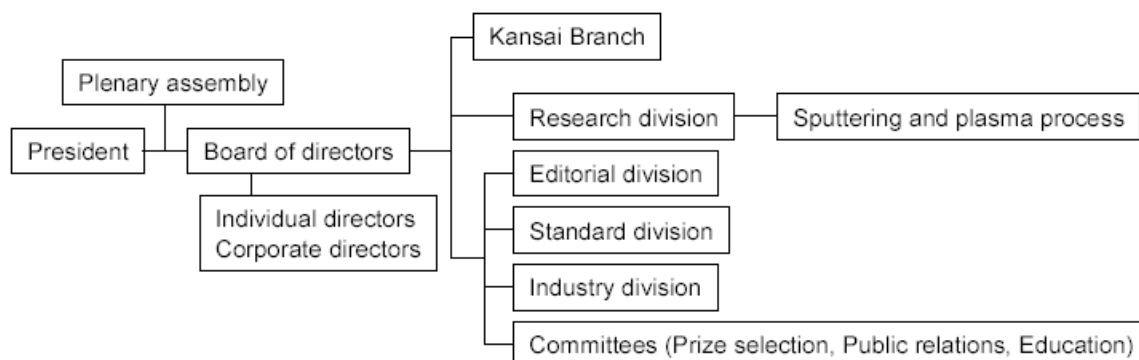 Kansai Branch
Plenary assembly
Research division
Sputtering and plasma process
President
Board of directors
Editorial division
Individual directors
Corporate directors
Standard division
Industry division
Committees (Prize selection, Public relations, Education)